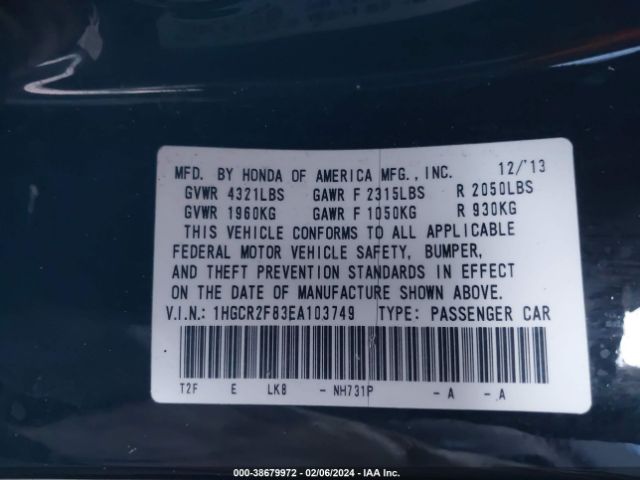 MFD. BY HONDA OF AMERICA MFG., INC. 12/'13
GVWR 4321LBS GAWR F 2315LBS R 2050LBS
GVWR 1960KG GAWR F 1050KG R 930KG
THIS VEHICLE CONFORMS TO ALL APPLICABLE
FEDERAL MOTOR VEHICLE SAFETY, BUMPER,
AND THEFT PREVENTION STANDARDS IN EFFECT
ON THE DATE OF MANUFACTURE SHOWN ABOVE.
V.I.N.: 1HGCR2F83EA103749 TYPE: PASSENGER CAR
T2F E LK8 - NH731P - A - A
000-38679972 / 02/06/2024 - IAA Inc.